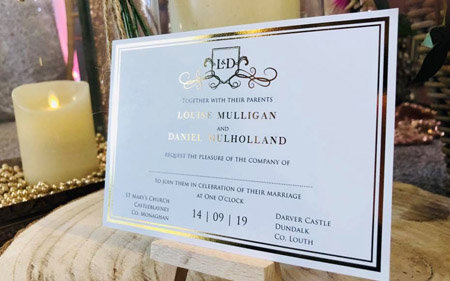 L&D
Together with their parents
Louise Mulligan
and
Daniel Mulholland
request the pleasure of the company of
to join them in celebration of their marriage
at One O'Clock
St Mary's Church
Castleblayney
Co. Monaghan
14 | 09 | 19
Darver Castle
Dundalk
Co. Louth